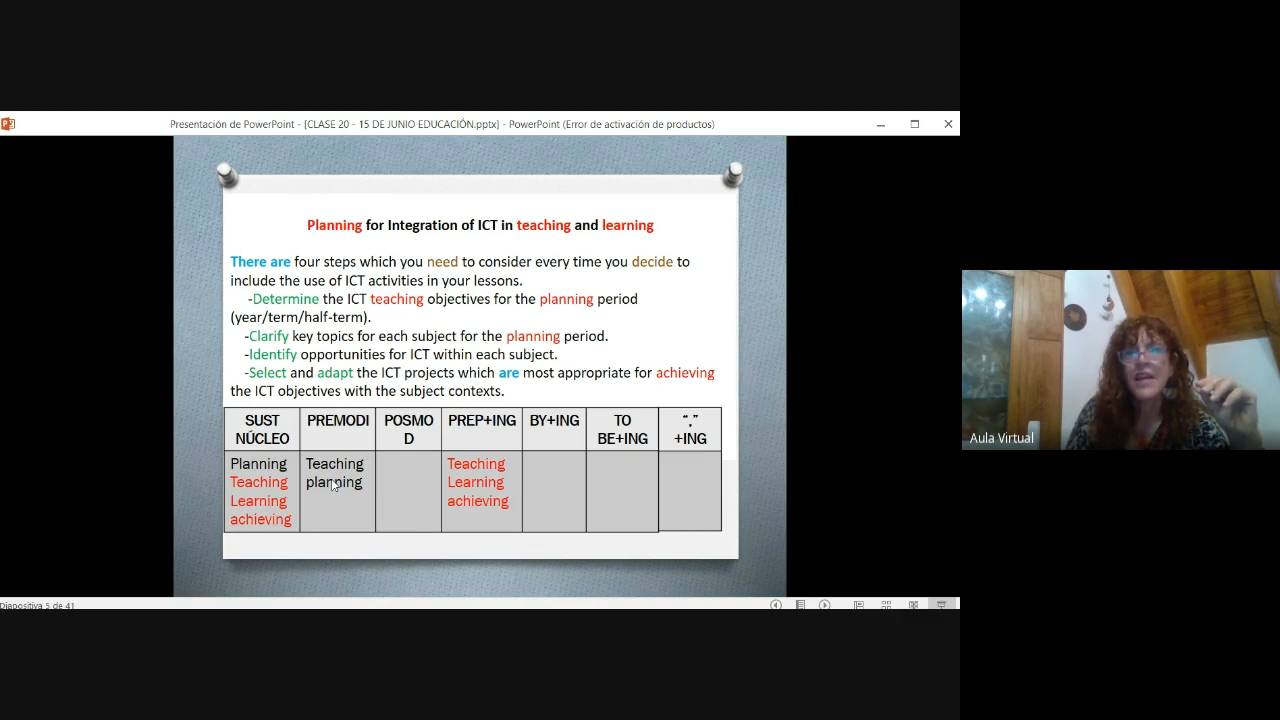 Presentación de PowerPoint - [CLASE 20 - 15 DE JUNIO EDUCACIÓN.pptx] - PowerPoint (Error de activación de productos)
Planning for Integration of ICT in teaching and learning
There are four steps which you need to consider every time you decide to
include the use of ICT activities in your lessons.
-Determine the ICT teaching objectives for the planning period
(year/term/half-term).
-Clarify key topics for each subject for the planning period.
-Identify opportunities for ICT within each subject.
-Select and adapt the ICT projects which are most appropriate for achieving
the ICT objectives with the subject contexts.
SUST PREMODI POSMO PREP+ING BY+ING TO “,”
NÚCLEO D BE+ING +ING
Planning Teaching Teaching
Teaching planning Learning
Learning achieving
achieving
Aula Virtual
Diapositiva 5 de 41